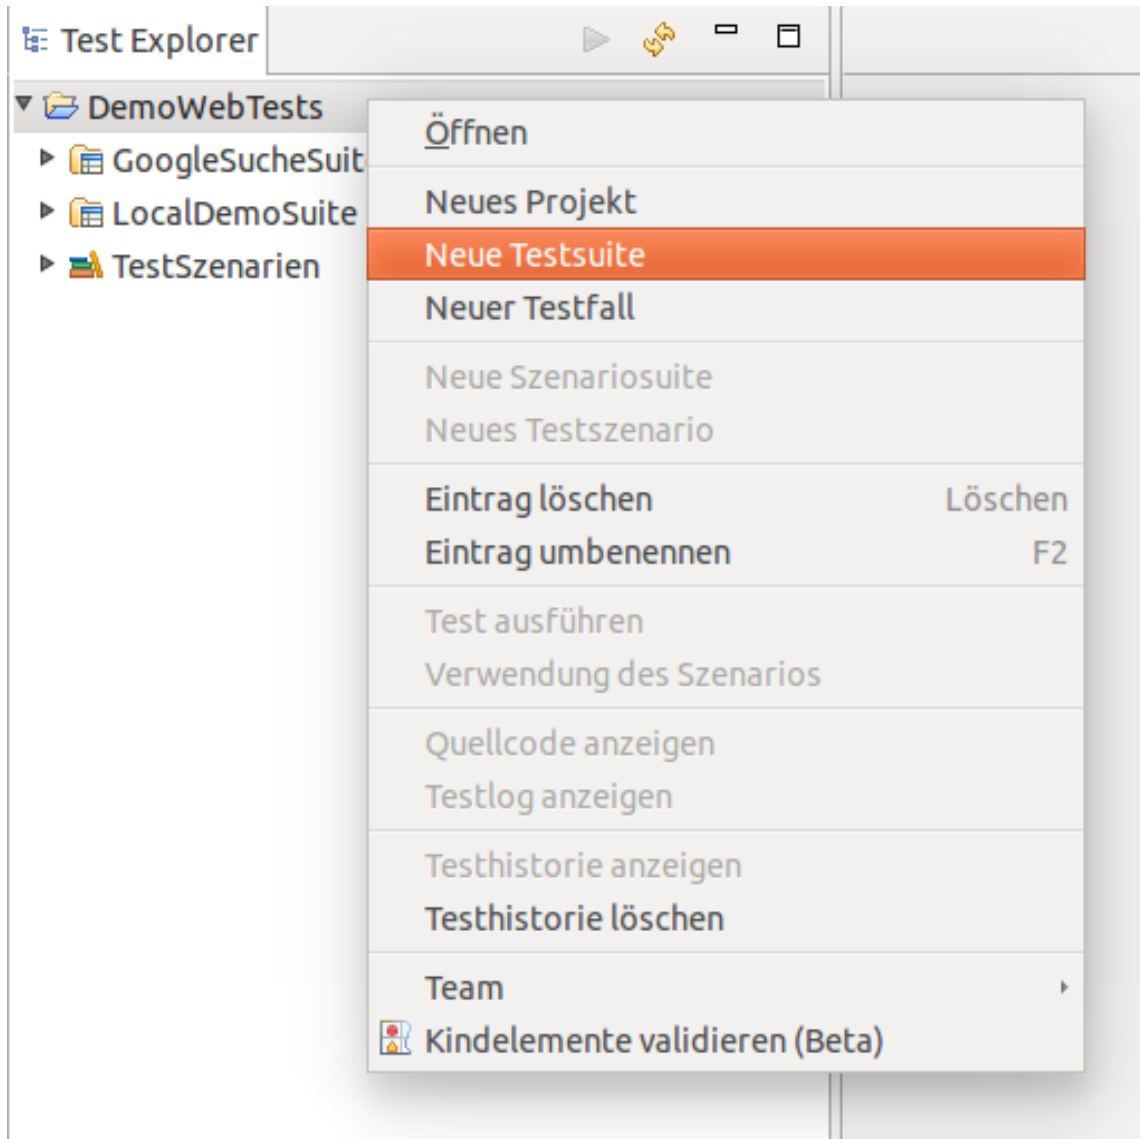 Test Explorer
DemoWebTests
GoogleSucheSuit
LocalDemoSuite
TestSzenarien
Öffnen
Neues Projekt
Neue Testsuite
Neuer Testfall
Neue Szenariosuite
Neues Testszenario
Eintrag löschen Löschen
Eintrag umbenennen F2
Test ausführen
Verwendung des Szenarios
Quellcode anzeigen
Testlog anzeigen
Testhistorie anzeigen
Testhistorie löschen
Team
Kindelemente validieren (Beta)